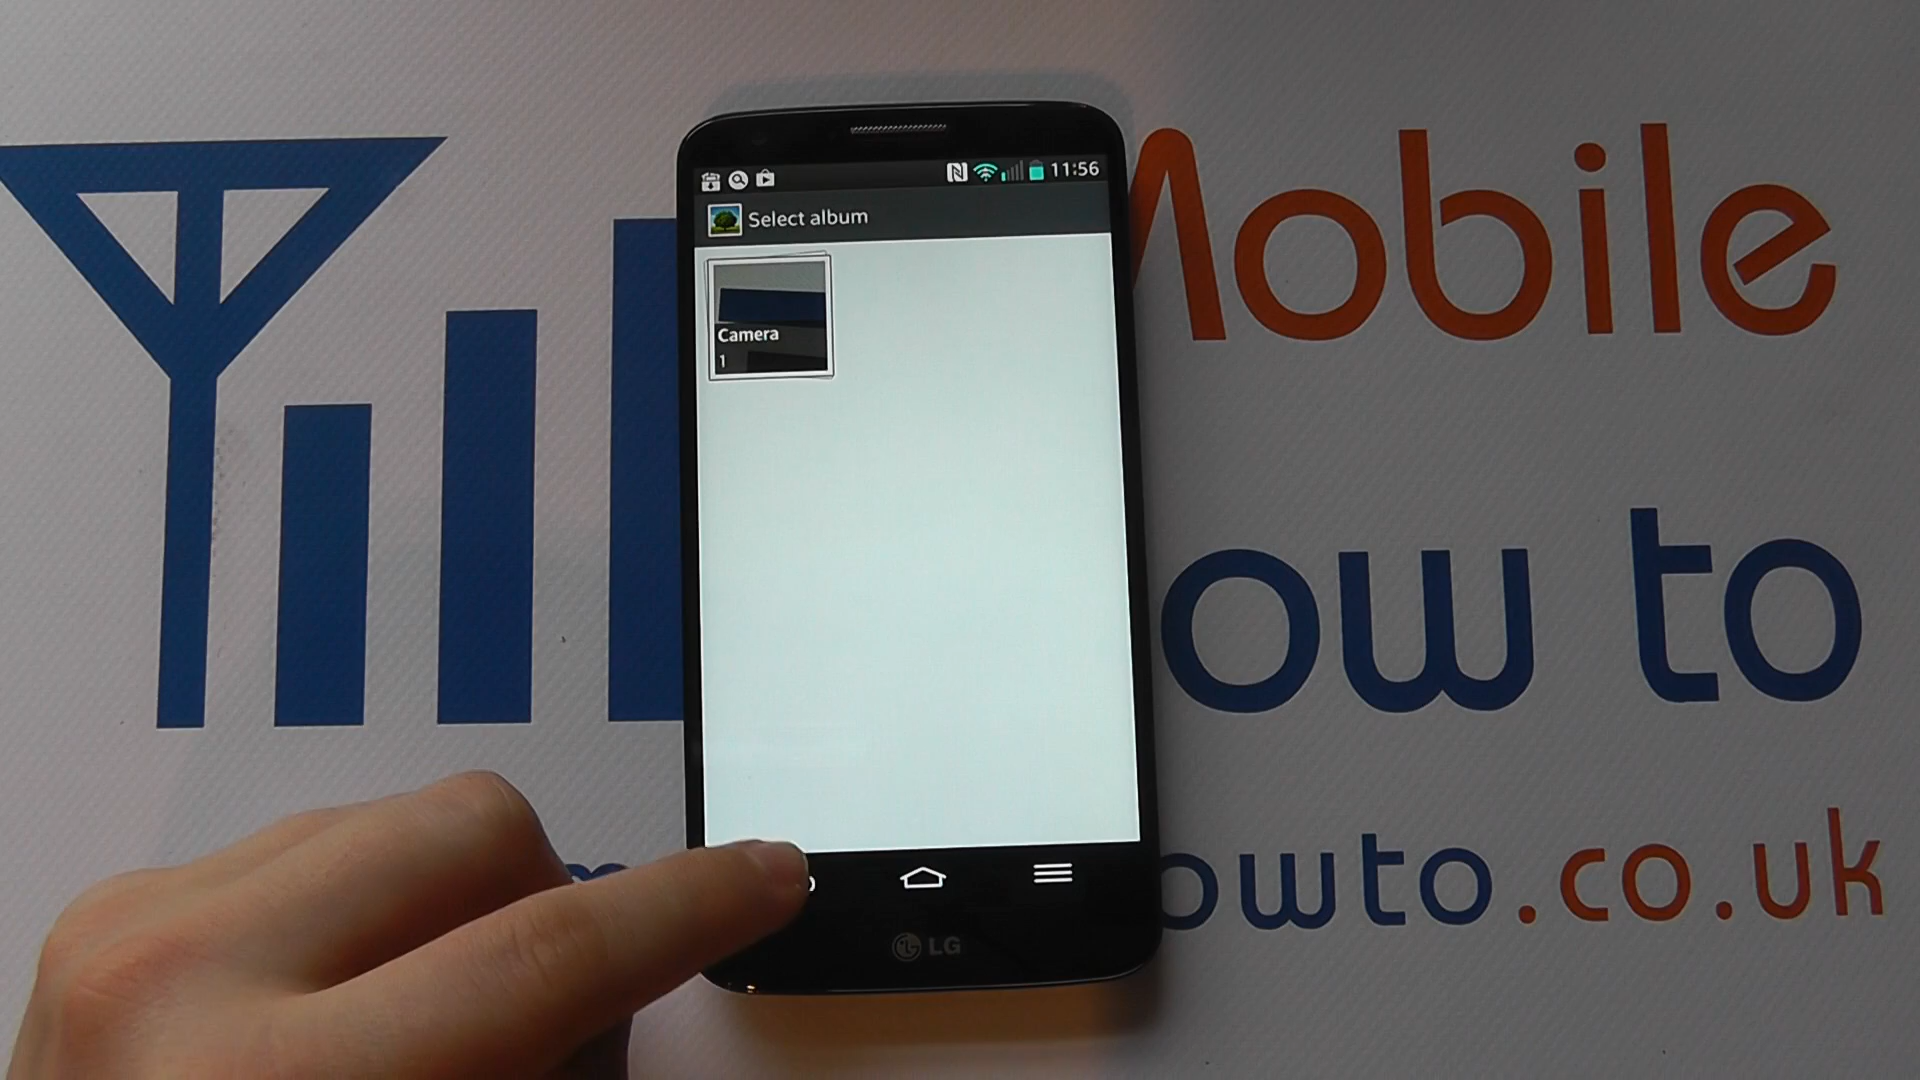 11:56
Select album
Camera
1
LG
Mobile
ow to
owto.co.uk